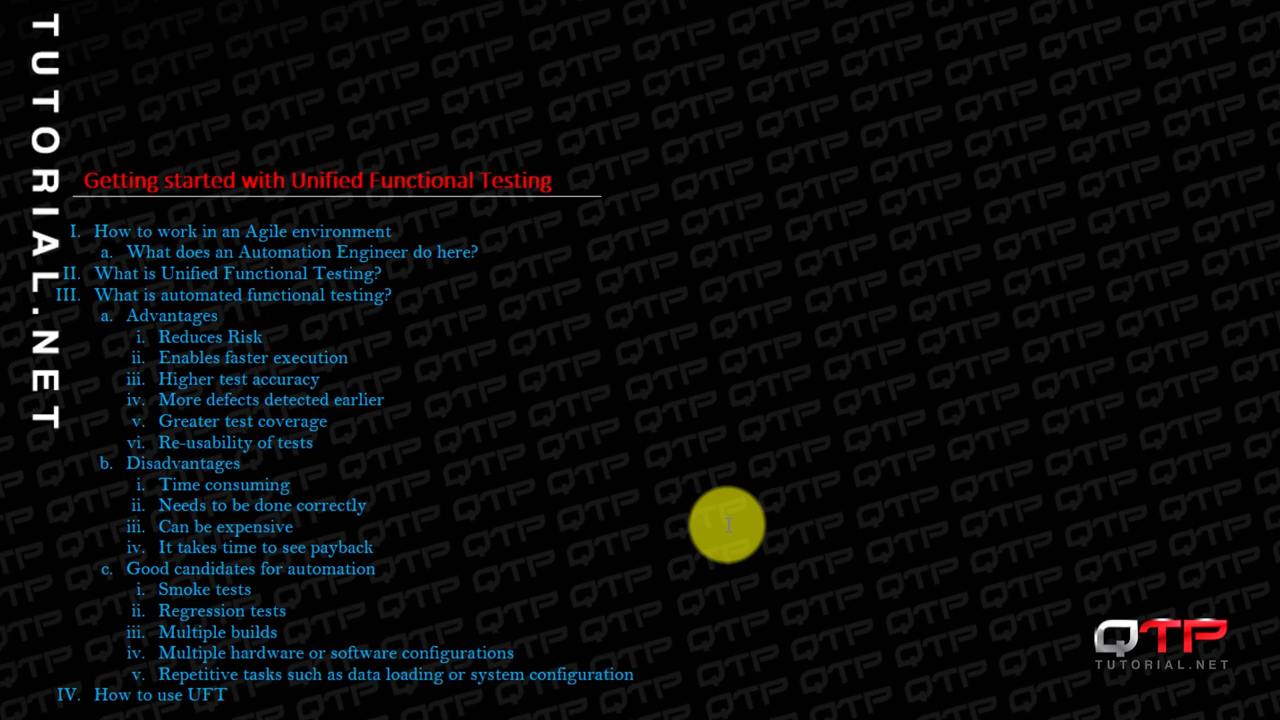 TUTORIAL.NET
Getting started with Unified Functional Testing
I. How to work in an Agile environment
a. What does an Automation Engineer do here?
II. What is Unified Functional Testing?
III. What is automated functional testing?
a. Advantages
i. Reduces Risk
ii. Enables faster execution
iii. Higher test accuracy
iv. More defects detected earlier
v. Greater test coverage
vi. Re-usability of tests
b. Disadvantages
i. Time consuming
ii. Needs to be done correctly
iii. Can be expensive
iv. It takes time to see payback
c. Good candidates for automation
i. Smoke tests
ii. Regression tests
iii. Multiple builds
iv. Multiple hardware or software configurations
v. Repetitive tasks such as data loading or system configuration
IV. How to use UFT
QTP
TUTORIAL.NET